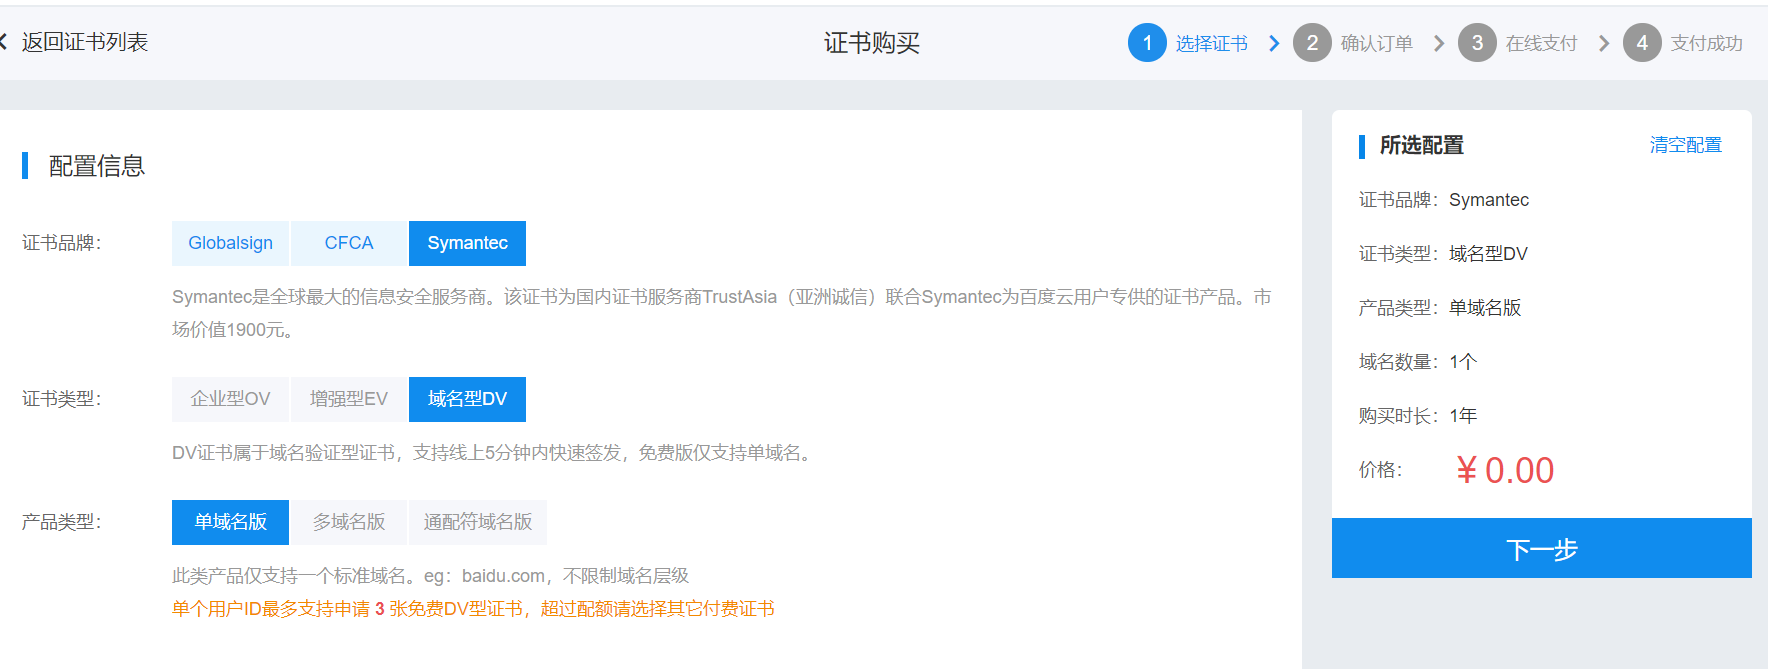 返回证书列表
证书购买
1 选择证书 2 确认订单 3 在线支付 4 支付成功
配置信息
证书品牌：
Globalsign CFCA Symantec
Symantec是全球最大的信息安全服务商。该证书为国内证书服务商TrustAsia（亚洲诚信）联合Symantec为百度云用户专供的证书产品。市
场价值1900元。
证书类型：
企业型OV 增强型EV 域名型DV
DV证书属于域名验证型证书，支持线上5分钟内快速签发，免费版仅支持单域名。
产品类型：
单域名版 多域名版 通配符域名版
此类产品仅支持一个标准域名。eg：baidu.com，不限制域名层级
单个用户ID最多支持申请 3 张免费DV型证书，超过配额请选择其它付费证书
所选配置 清空配置
证书品牌：Symantec
证书类型：域名型DV
产品类型：单域名版
域名数量：1个
购买时长：1年
价格： ¥ 0.00
下一步